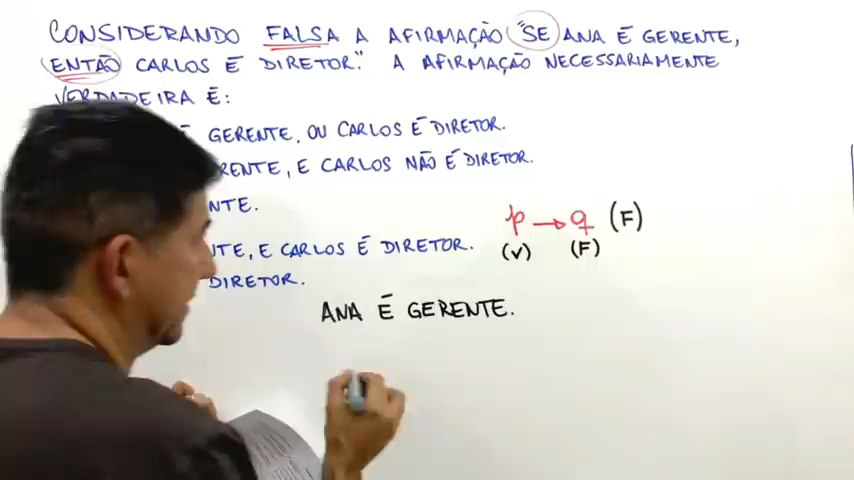 CONSIDERANDO FALSA A AFIRMAÇÃO "SE ANA É GERENTE,
ENTÃO CARLOS É DIRETOR." A AFIRMAÇÃO NECESSARIAMENTE
VERDADEIRA É:
GERENTE, OU CARLOS É DIRETOR.
RENTE, E CARLOS NÃO É DIRETOR.
NTE.
NTE, E CARLOS É DIRETOR.
DIRETOR.
p → q (F)
(V) (F)
ANA É GERENTE.